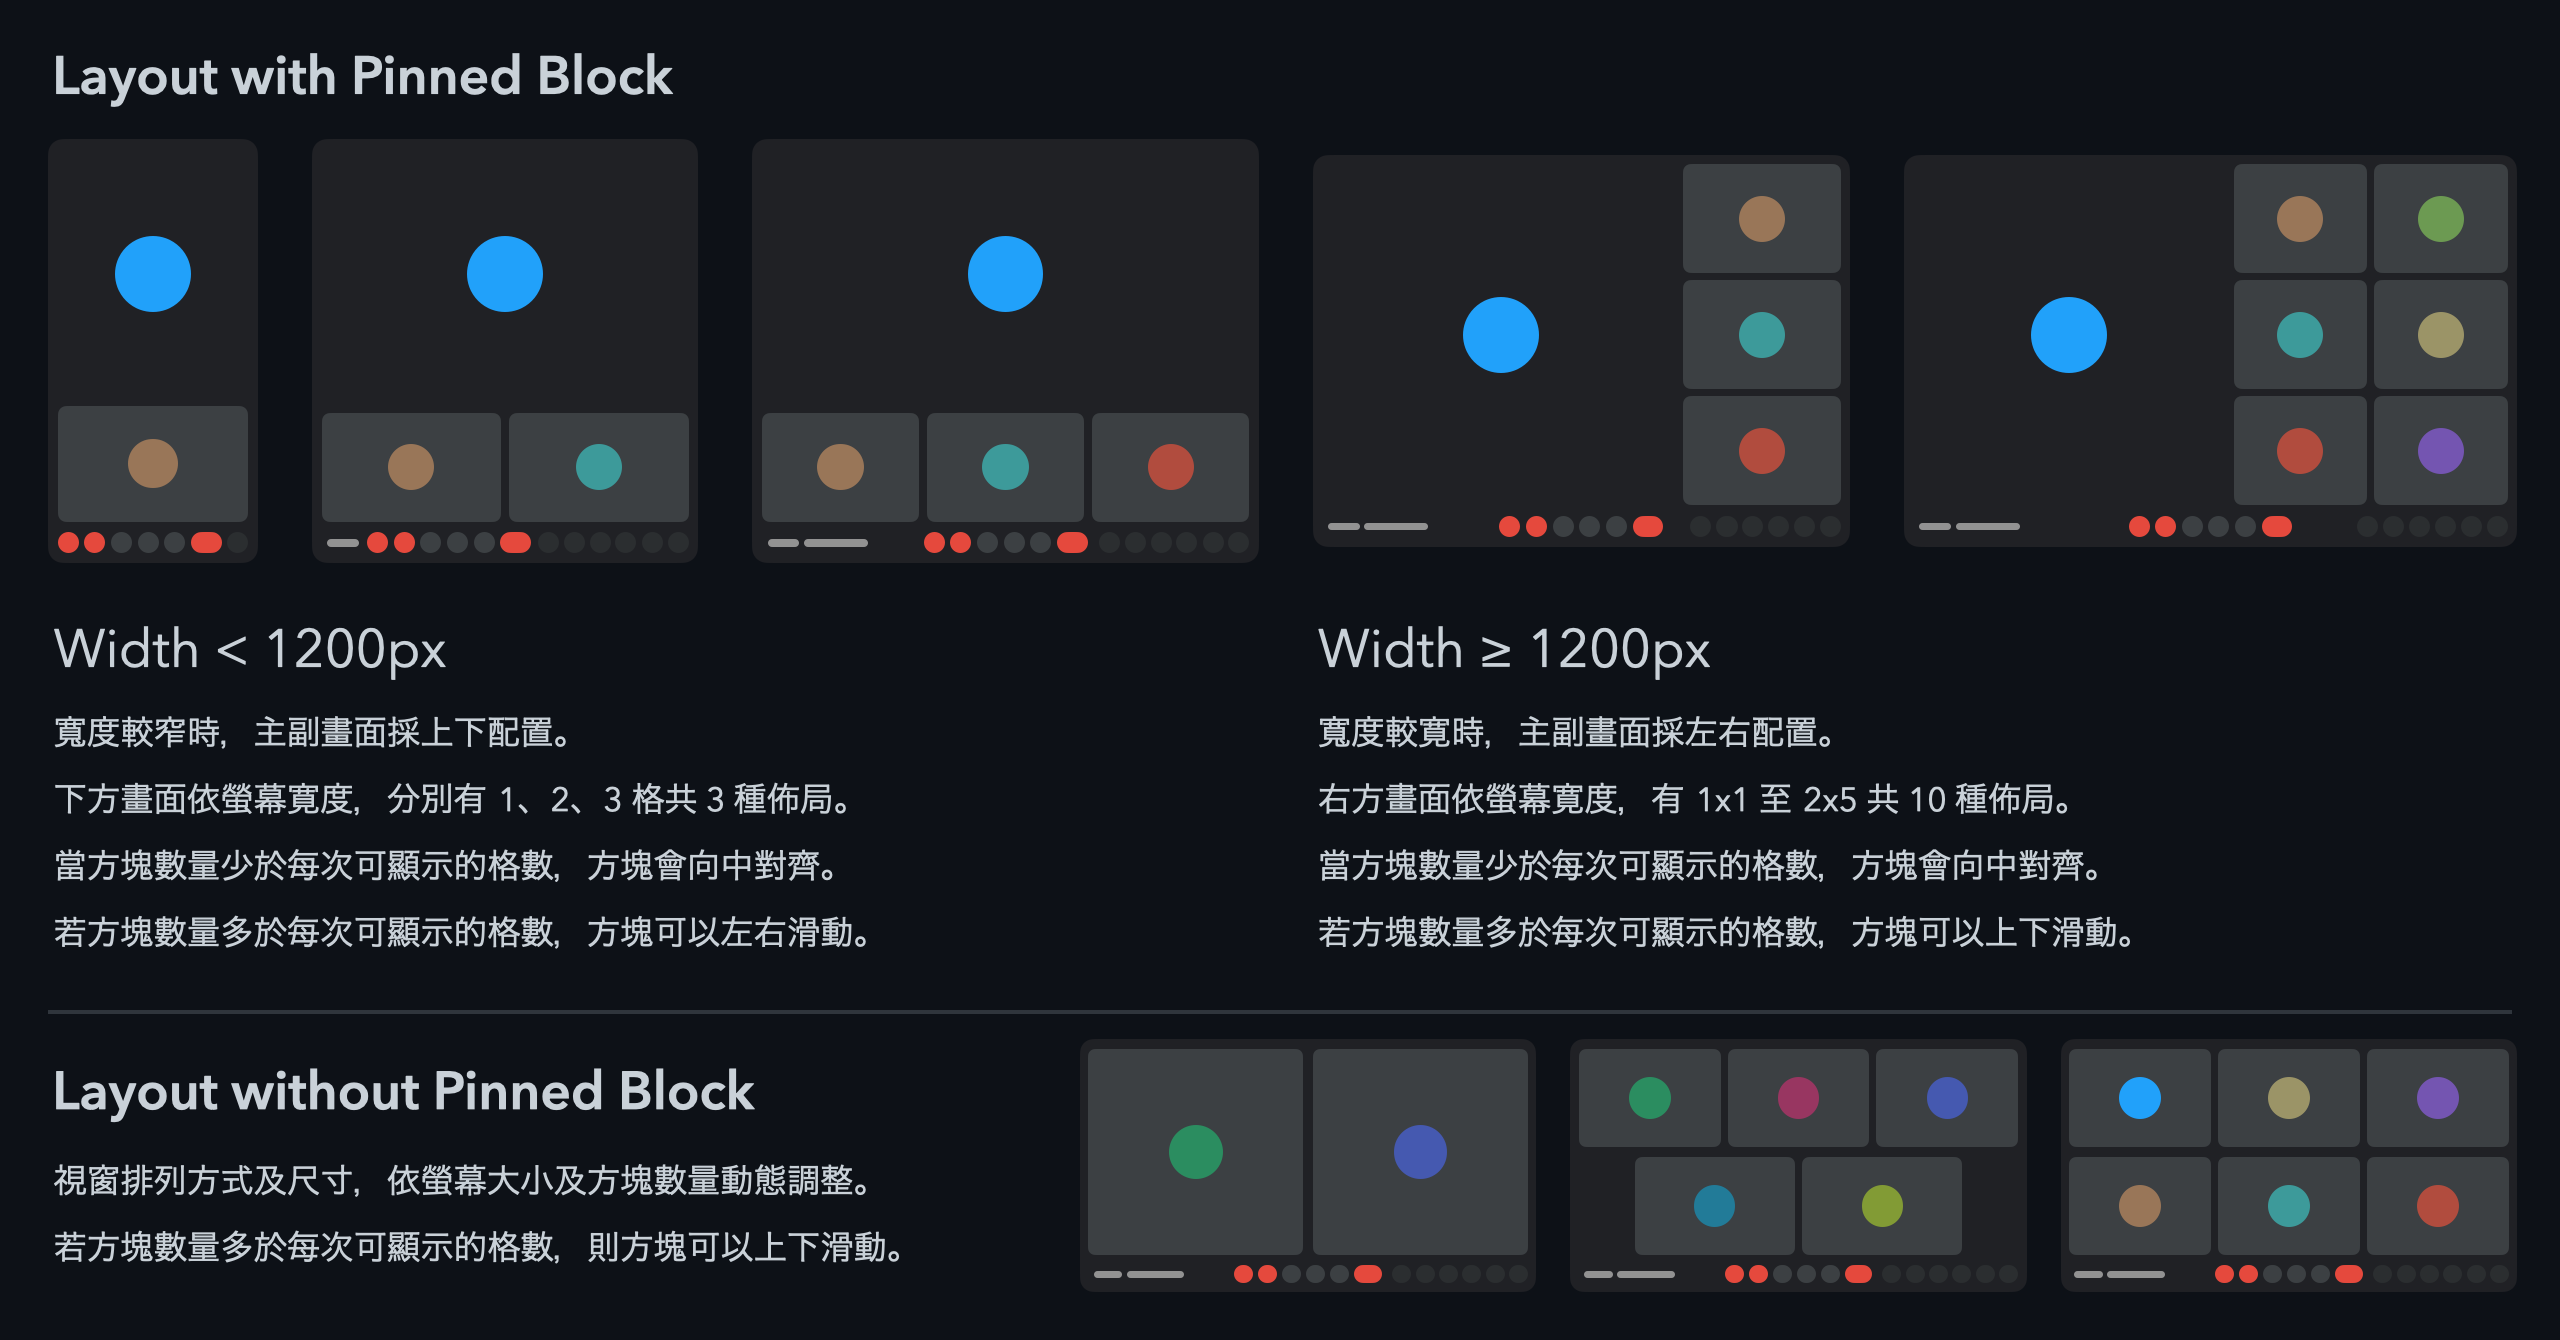 Layout with Pinned Block
Width < 1200px
寬度較窄時，主副畫面採上下配置。
下方畫面依螢幕寬度，分別有 1、2、3 格共 3 種佈局。
當方塊數量少於每次可顯示的格數，方塊會向中對齊。
若方塊數量多於每次可顯示的格數，方塊可以左右滑動。
Width ≥ 1200px
寬度較寬時，主副畫面採左右配置。
右方畫面依螢幕寬度，有 1x1 至 2x5 共 10 種佈局。
當方塊數量少於每次可顯示的格數，方塊會向中對齊。
若方塊數量多於每次可顯示的格數，方塊可以上下滑動。
Layout without Pinned Block
視窗排列方式及尺寸，依螢幕大小及方塊數量動態調整。
若方塊數量多於每次可顯示的格數，則方塊可以上下滑動。